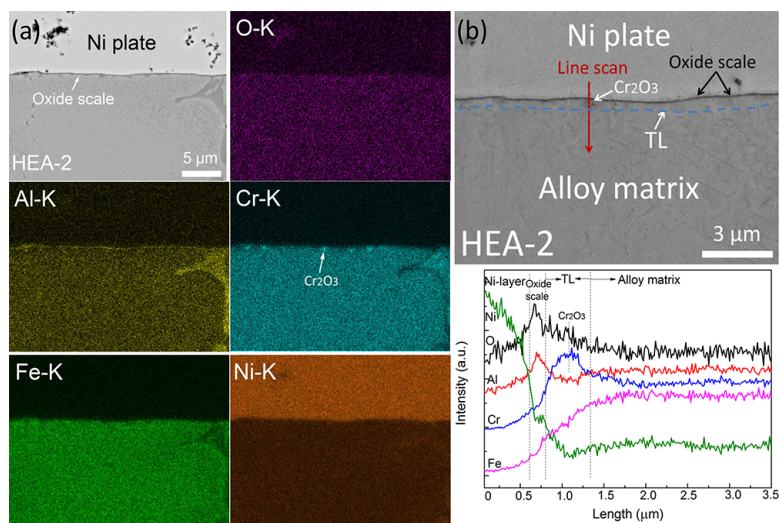 (a)
Ni plate
Oxide scale
HEA-2
5 µm
O-K
Al-K
Cr-K
Cr2O3
Fe-K
Ni-K
(b)
Ni plate
Line scan
Oxide scale
Cr2O3
TL
Alloy matrix
HEA-2
3 µm
Ni-layer
Oxide
scale
TL
Alloy matrix
Ni
Cr2O3
O
Al
Cr
Fe
Intensity (a.u.)
0 0.5 1.0 1.5 2.0 2.5 3.0 3.5
Length (µm)